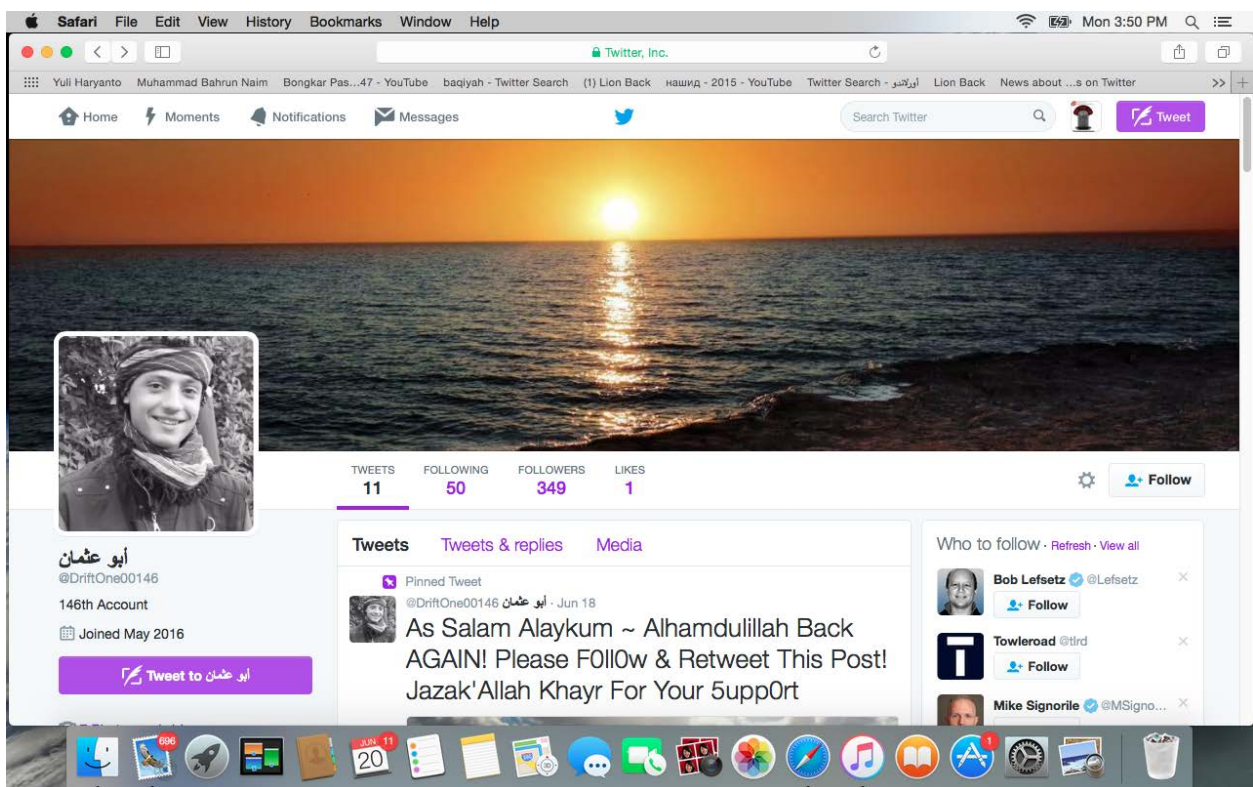 Safari File Edit View History Bookmarks Window Help Mon 3:50 PM
Twitter, Inc.
Yuli Haryanto Muhammad Bahrun Naim Bongkar Pas...47 - YouTube baqiyah - Twitter Search (1) Lion Back нашид - 2015 - YouTube Twitter Search - أورلاندو Lion Back News about ...s on Twitter >> +
Home Moments Notifications Messages Search Twitter Tweet
TWEETS FOLLOWING FOLLOWERS LIKES
11 50 349 1
Follow
أبو عثمان
@DriftOne00146
146th Account
Joined May 2016
Tweet to أبو عثمان
Tweets Tweets & replies Media
Pinned Tweet
@DriftOne00146 أبو عثمان · Jun 18
As Salam Alaykum ~ Alhamdulillah Back
AGAIN! Please F0ll0w & Retweet This Post!
Jazak'Allah Khayr For Your 5upp0rt
Who to follow · Refresh · View all
Bob Lefsetz @Lefsetz
Follow
Towleroad @tlrd
Follow
Mike Signorile @MSigno...
696
JUN 11
20
1